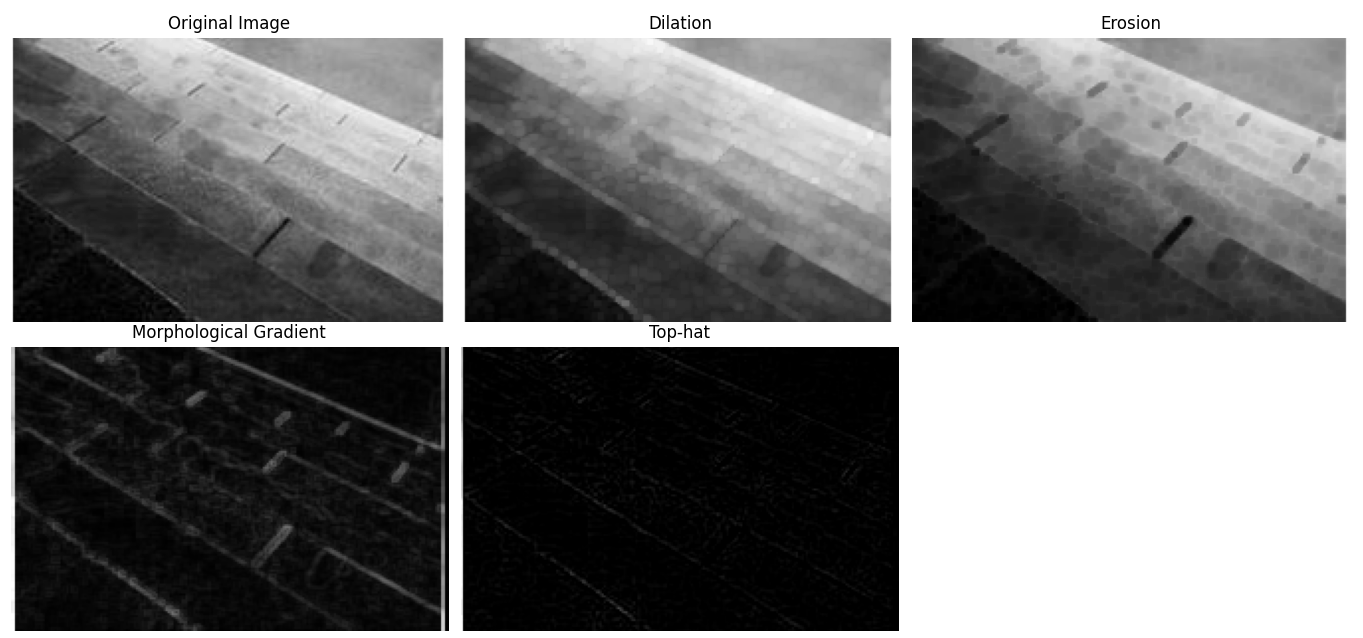 Original Image
Dilation
Erosion
Morphological Gradient
Top-hat